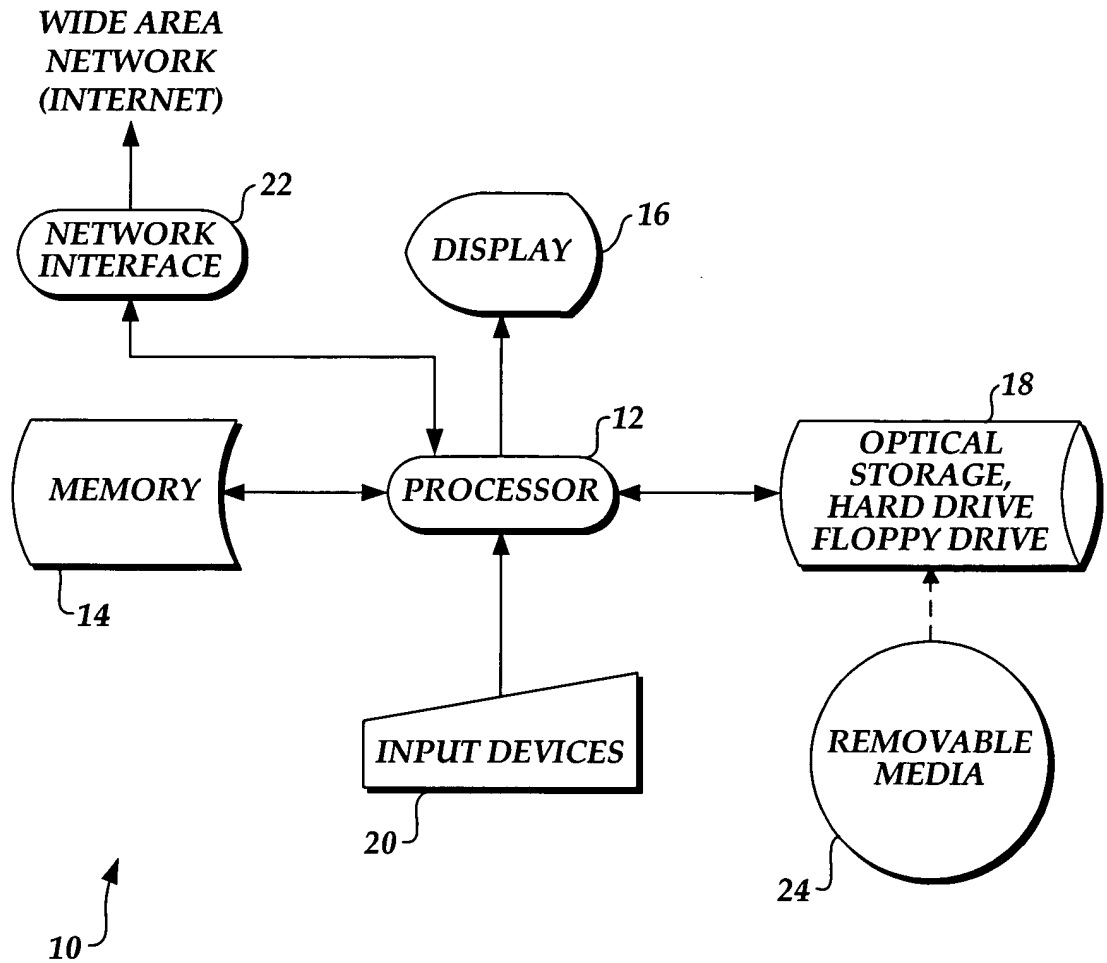 WIDE AREA
NETWORK
(INTERNET)
22
NETWORK
INTERFACE
16
DISPLAY
18
12
OPTICAL
STORAGE,
HARD DRIVE
FLOPPY DRIVE
MEMORY
PROCESSOR
14
INPUT DEVICES
REMOVABLE
MEDIA
20
24
10